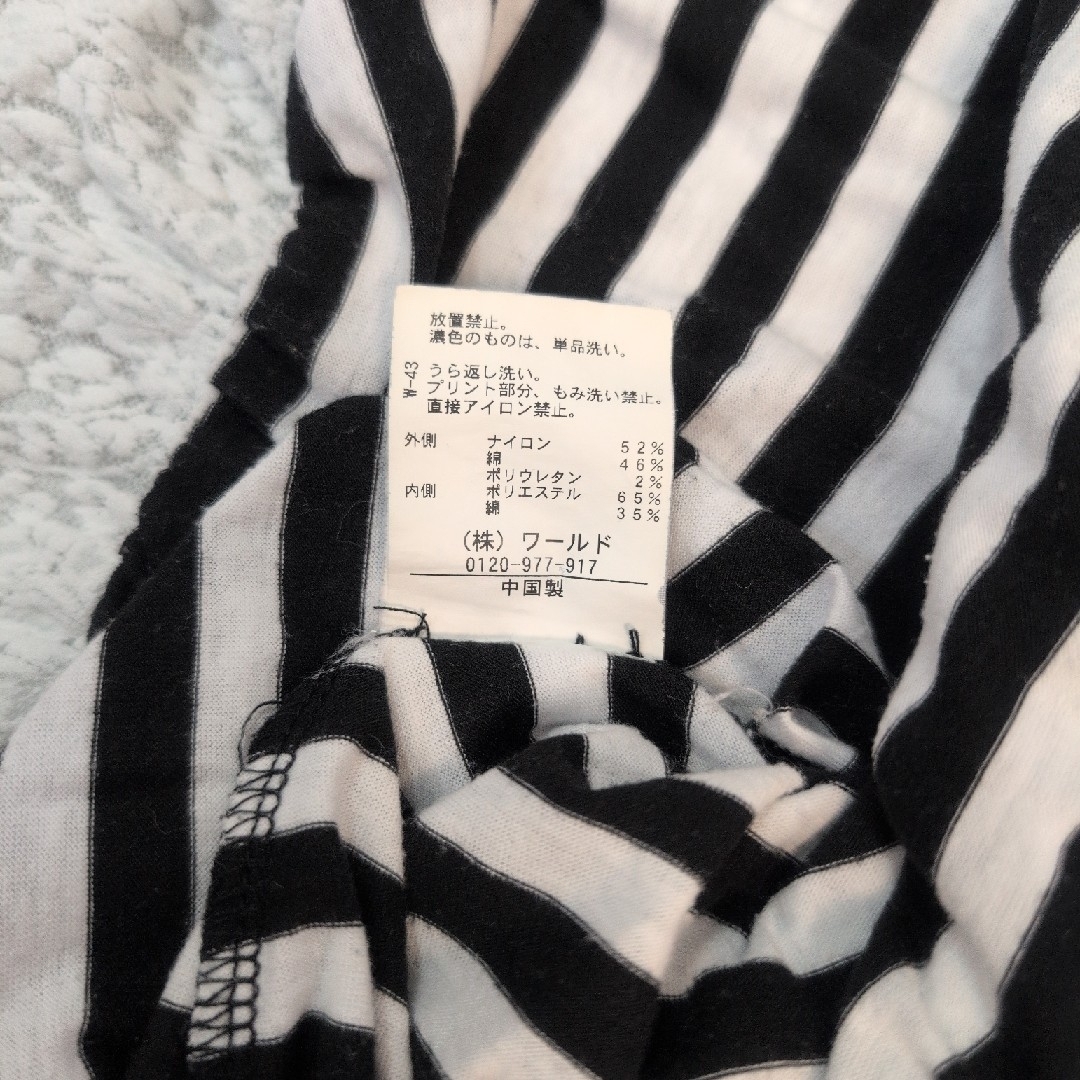 放置禁止。
濃色のものは、単品洗い。
W-43
うら返し洗い。
プリント部分、もみ洗い禁止。
直接アイロン禁止。
外側 ナイロン 52%
綿 46%
ポリウレタン 2%
内側 ポリエステル 65%
綿 35%
(株)ワールド
0120-977-917
中国製